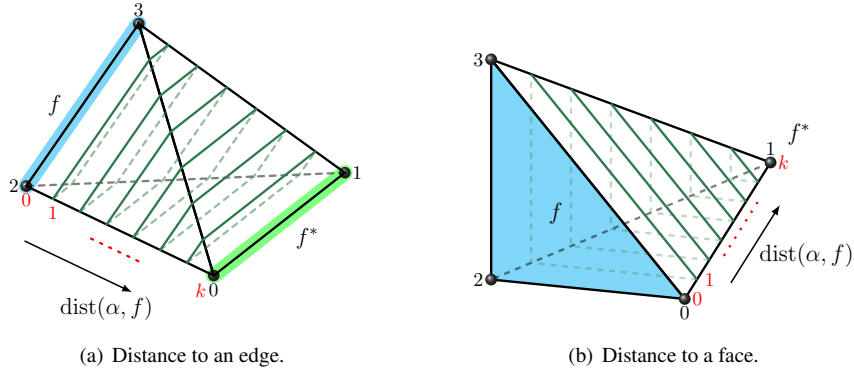 3
f
2
0
1
1
f*
k
0
dist(α, f)
(a) Distance to an edge.
3
1
f*
k
f
2
1
0
0
dist(α, f)
(b) Distance to a face.